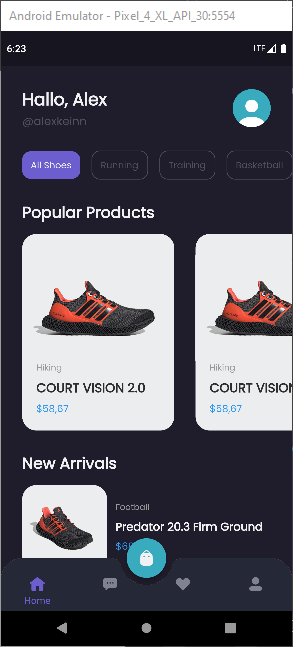 Android Emulator - Pixel_4_XL_API_30:5554
6:23
LTE
Hallo, Alex
@alexkeinn
All Shoes
Running
Training
Basketball
Popular Products
Hiking
COURT VISION 2.0
$58,67
Hiking
COURT VISION
$58,67
New Arrivals
Football
Predator 20.3 Firm Ground
Home